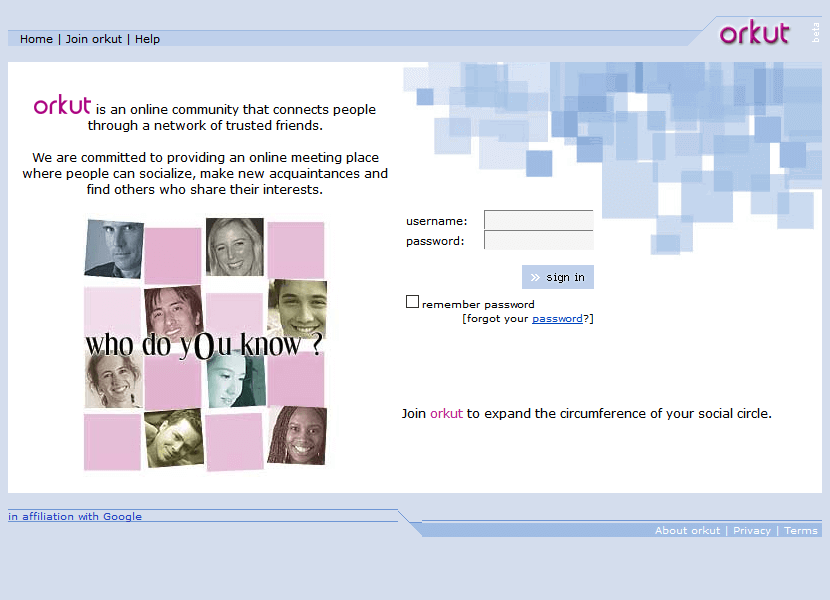 Home | Join orkut | Help
orkut
beta
orkut is an online community that connects people
through a network of trusted friends.
We are committed to providing an online meeting place
where people can socialize, make new acquaintances and
find others who share their interests.
who do yOu know ?
username:
password:
» sign in
remember password
[forgot your password?]
Join orkut to expand the circumference of your social circle.
in affiliation with Google
About orkut | Privacy | Terms